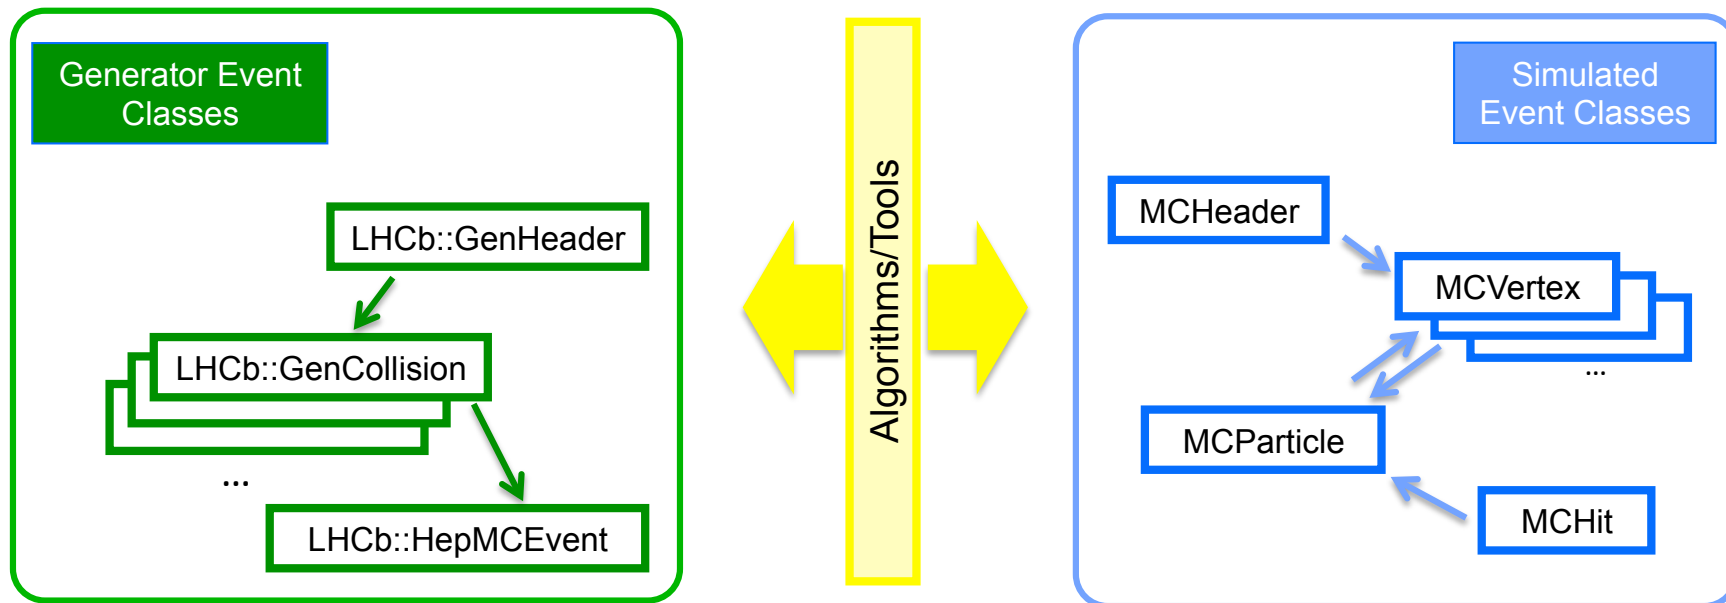 Generator Event
Classes
LHCb::GenHeader
LHCb::GenCollision
...
LHCb::HepMCEvent
Algorithms/Tools
Simulated
Event Classes
MCHeader
MCVertex
...
MCParticle
MCHit